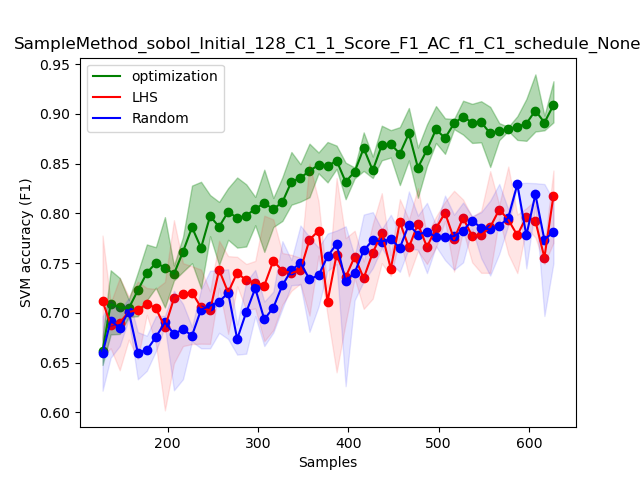 SampleMethod_sobol_Initial_128_C1_1_Score_F1_AC_f1_C1_schedule_None
optimization
LHS
Random
SVM accuracy (F1)
0.95
0.90
0.85
0.80
0.75
0.70
0.65
0.60
200 300 400 500 600
Samples